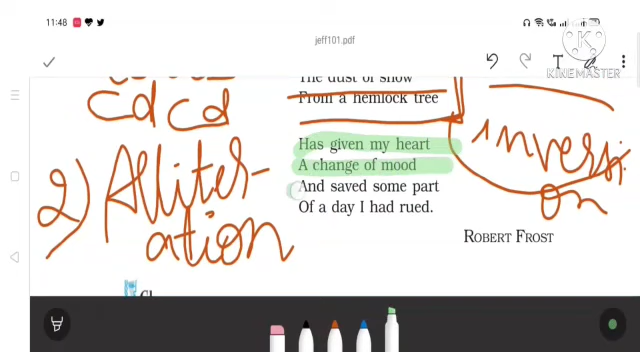 11:48
jeff101.pdf
T
KINEMASTER
K
The dust of snow
From a hemlock tree
cd cd
Has given my heart
A change of mood
And saved some part
Of a day I had rued.
ROBERT FROST
inversi
on
2) Alliter-
ation